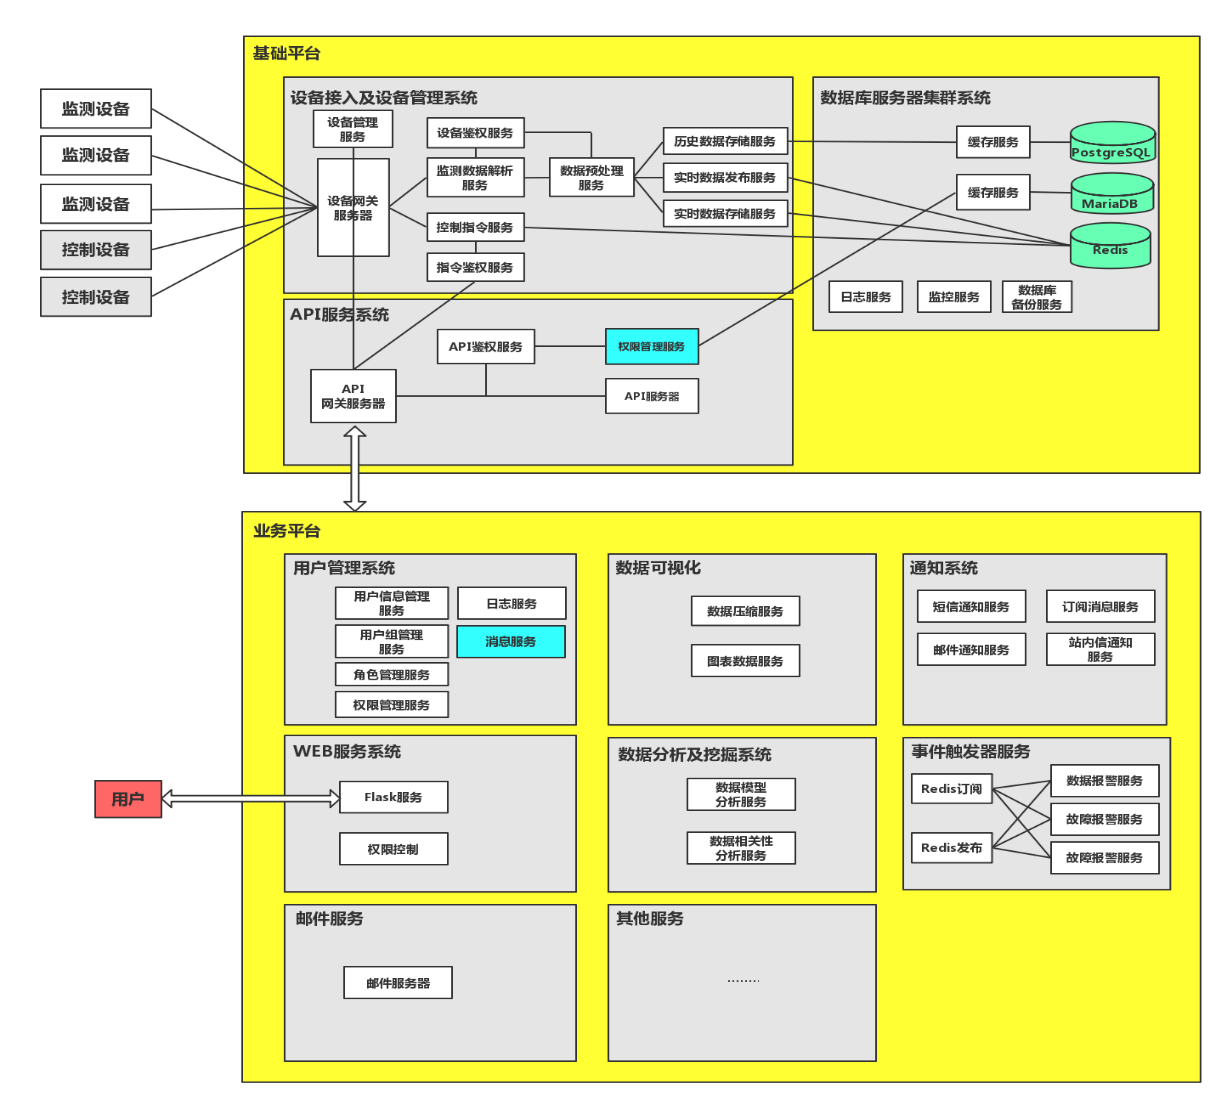 基础平台
监测设备
监测设备
监测设备
控制设备
控制设备
设备接入及设备管理系统
设备管理
服务
设备网关
服务器
设备鉴权服务
监测数据解析
服务
控制指令服务
指令鉴权服务
数据预处理
服务
历史数据存储服务
实时数据发布服务
实时数据存储服务
数据库服务器集群系统
缓存服务
PostgreSQL
缓存服务
MariaDB
Redis
日志服务
监控服务
数据库
备份服务
API服务系统
API鉴权服务
权限管理服务
API
网关服务器
API服务器
业务平台
用户管理系统
用户信息管理
服务
日志服务
用户组管理
服务
消息服务
角色管理服务
权限管理服务
数据可视化
数据压缩服务
图表数据服务
通知系统
短信通知服务
订阅消息服务
邮件通知服务
站内信通知
服务
用户
WEB服务系统
Flask服务
权限控制
数据分析及挖掘系统
数据模型
分析服务
数据相关性
分析服务
事件触发器服务
Redis订阅
Redis发布
数据报警服务
故障报警服务
故障报警服务
邮件服务
邮件服务器
其他服务
........